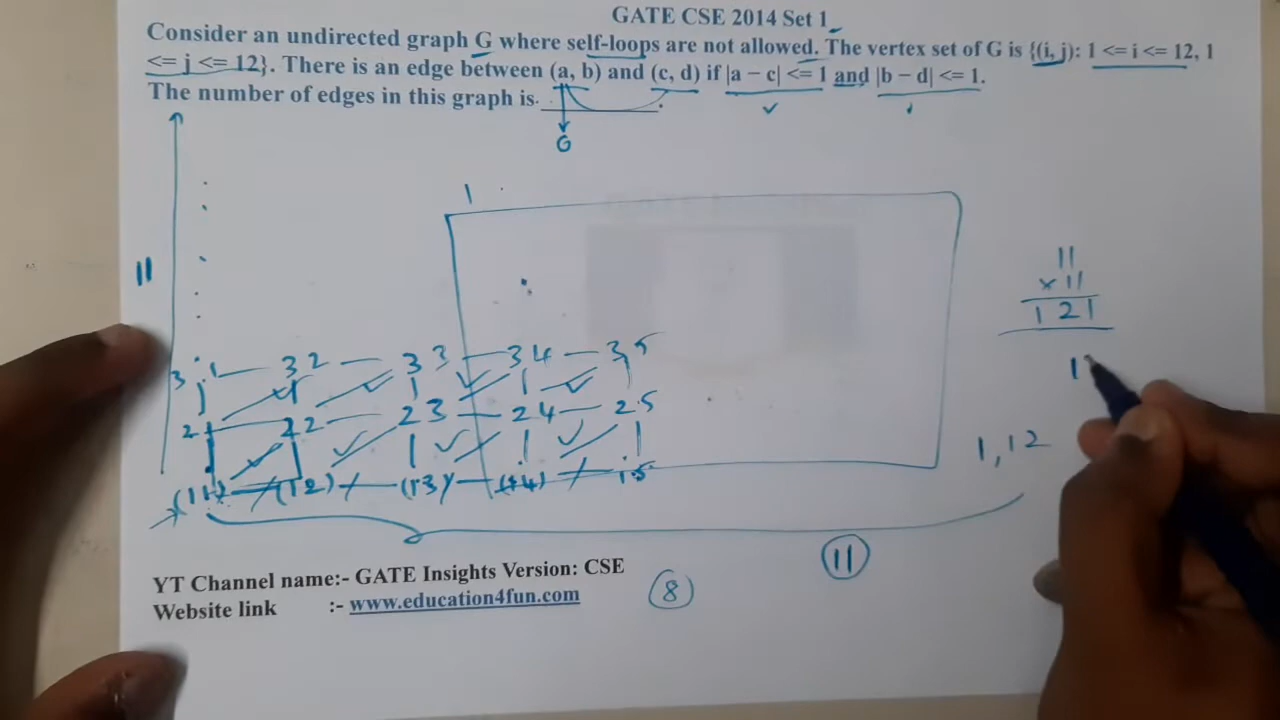 GATE CSE 2014 Set 1
Consider an undirected graph G where self-loops are not allowed. The vertex set of G is {(i, j): 1 <= i <= 12, 1
<= j <= 12}. There is an edge between (a, b) and (c, d) if |a – c| <= 1 and |b – d| <= 1.
The number of edges in this graph is
G
1
11
11
× 11
121
31 32 33 34 35
21 22 23 24 25
(11) (12) (13) (14) 15
1,12
11
8
YT Channel name:- GATE Insights Version: CSE
Website link :- www.education4fun.com